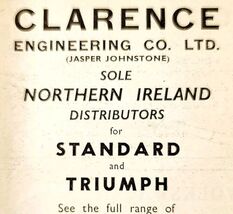 CLARENCE
ENGINEERING CO. LTD.
(JASPER JOHNSTONE)
SOLE
NORTHERN IRELAND
DISTRIBUTORS
for
STANDARD
and
TRIUMPH
See the full range of